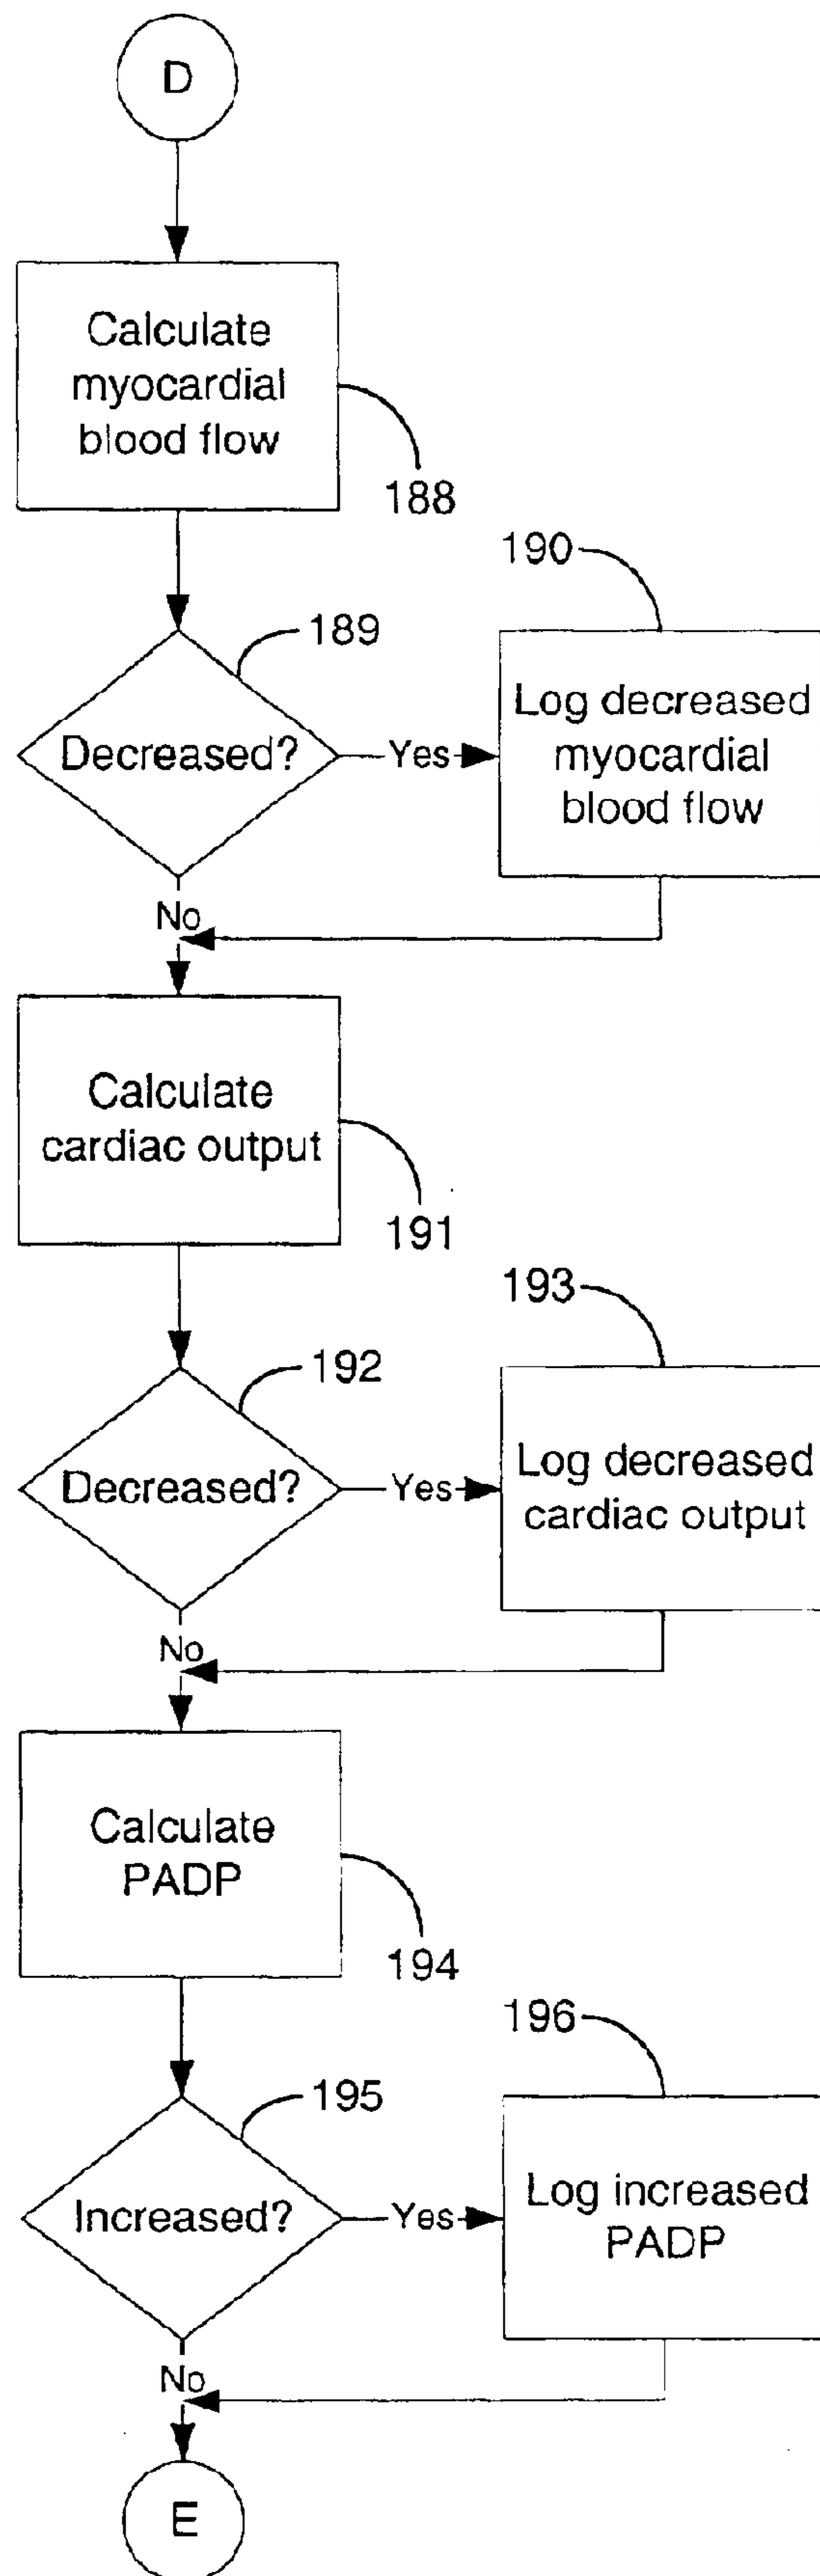 D
Calculate
myocardial
blood flow
188
190
189
Decreased?
Yes
Log decreased
myocardial
blood flow
No
Calculate
cardiac output
191
193
192
Decreased?
Yes
Log decreased
cardiac output
No
Calculate
PADP
194
196
195
Increased?
Yes
Log increased
PADP
No
E